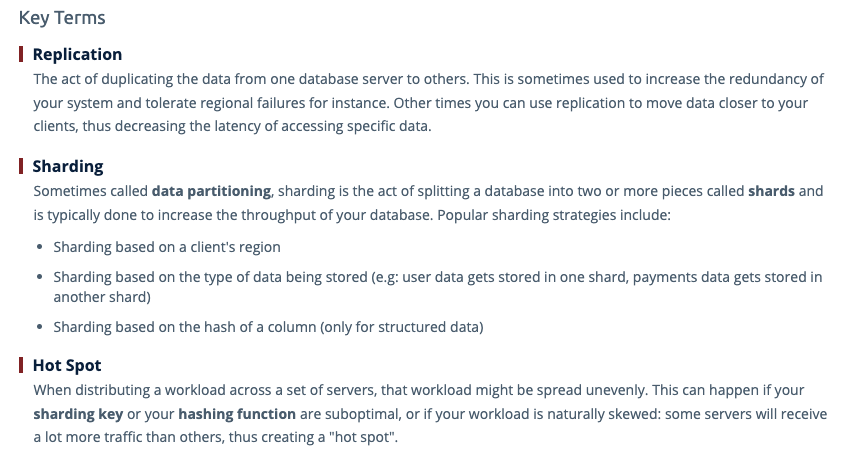 Key Terms
Replication
The act of duplicating the data from one database server to others. This is sometimes used to increase the redundancy of
your system and tolerate regional failures for instance. Other times you can use replication to move data closer to your
clients, thus decreasing the latency of accessing specific data.
Sharding
Sometimes called data partitioning, sharding is the act of splitting a database into two or more pieces called shards and
is typically done to increase the throughput of your database. Popular sharding strategies include:
• Sharding based on a client's region
• Sharding based on the type of data being stored (e.g: user data gets stored in one shard, payments data gets stored in
another shard)
• Sharding based on the hash of a column (only for structured data)
Hot Spot
When distributing a workload across a set of servers, that workload might be spread unevenly. This can happen if your
sharding key or your hashing function are suboptimal, or if your workload is naturally skewed: some servers will receive
a lot more traffic than others, thus creating a "hot spot".